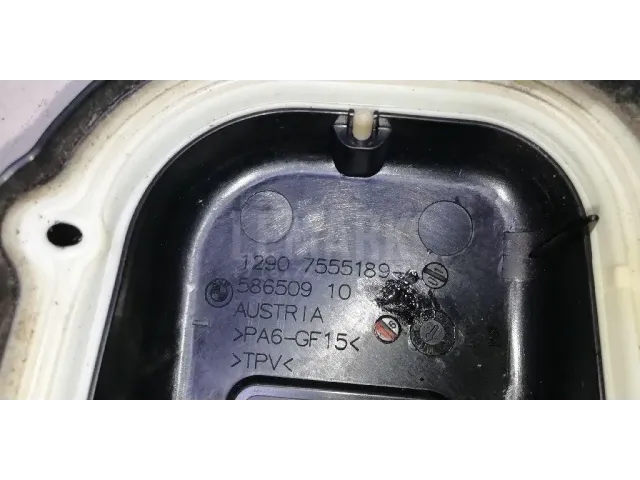 1290 7555189-
586509 10
AUSTRIA
>PA6-GF15<
>TPV<